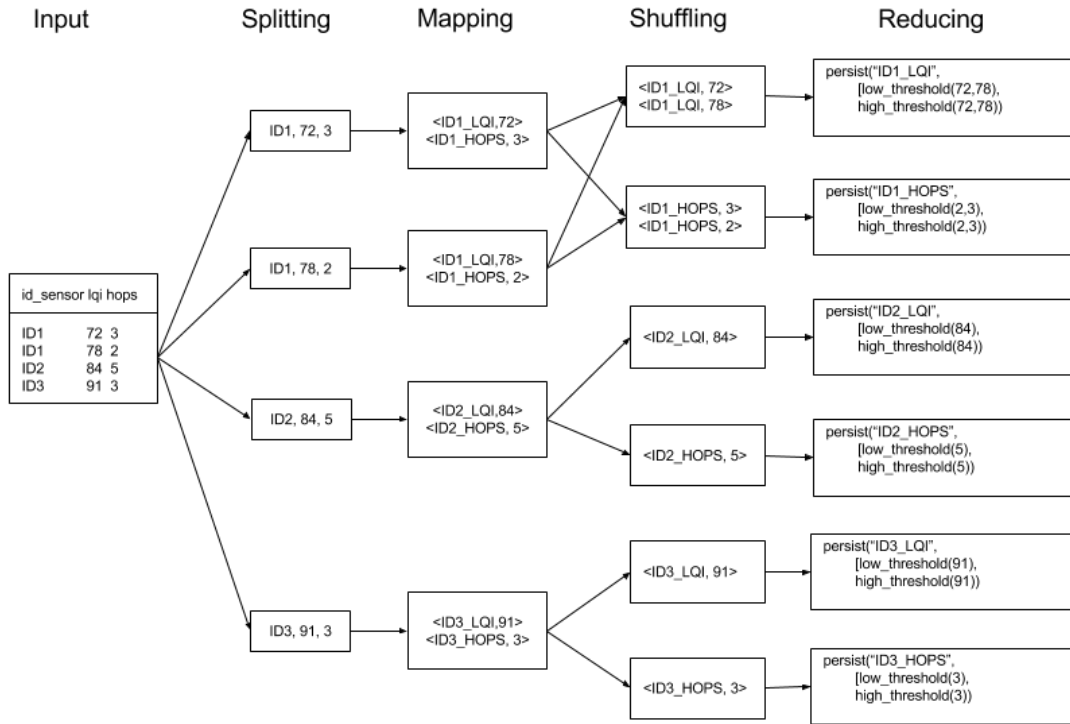 Input
Splitting
Mapping
Shuffling
Reducing
id_sensor lqi hops
ID1 72 3
ID1 78 2
ID2 84 5
ID3 91 3
ID1, 72, 3
ID1, 78, 2
ID2, 84, 5
ID3, 91, 3
<ID1_LQI,72>
<ID1_HOPS, 3>
<ID1_LQI,78>
<ID1_HOPS, 2>
<ID2_LQI,84>
<ID2_HOPS, 5>
<ID3_LQI,91>
<ID3_HOPS, 3>
<ID1_LQI, 72>
<ID1_LQI, 78>
<ID1_HOPS, 3>
<ID1_HOPS, 2>
<ID2_LQI, 84>
<ID2_HOPS, 5>
<ID3_LQI, 91>
<ID3_HOPS, 3>
persist(“ID1_LQI”,
[low_threshold(72,78),
high_threshold(72,78))
persist(“ID1_HOPS”,
[low_threshold(2,3),
high_threshold(2,3))
persist(“ID2_LQI”,
[low_threshold(84),
high_threshold(84))
persist(“ID2_HOPS”,
[low_threshold(5),
high_threshold(5))
persist(“ID3_LQI”,
[low_threshold(91),
high_threshold(91))
persist(“ID3_HOPS”,
[low_threshold(3),
high_threshold(3))